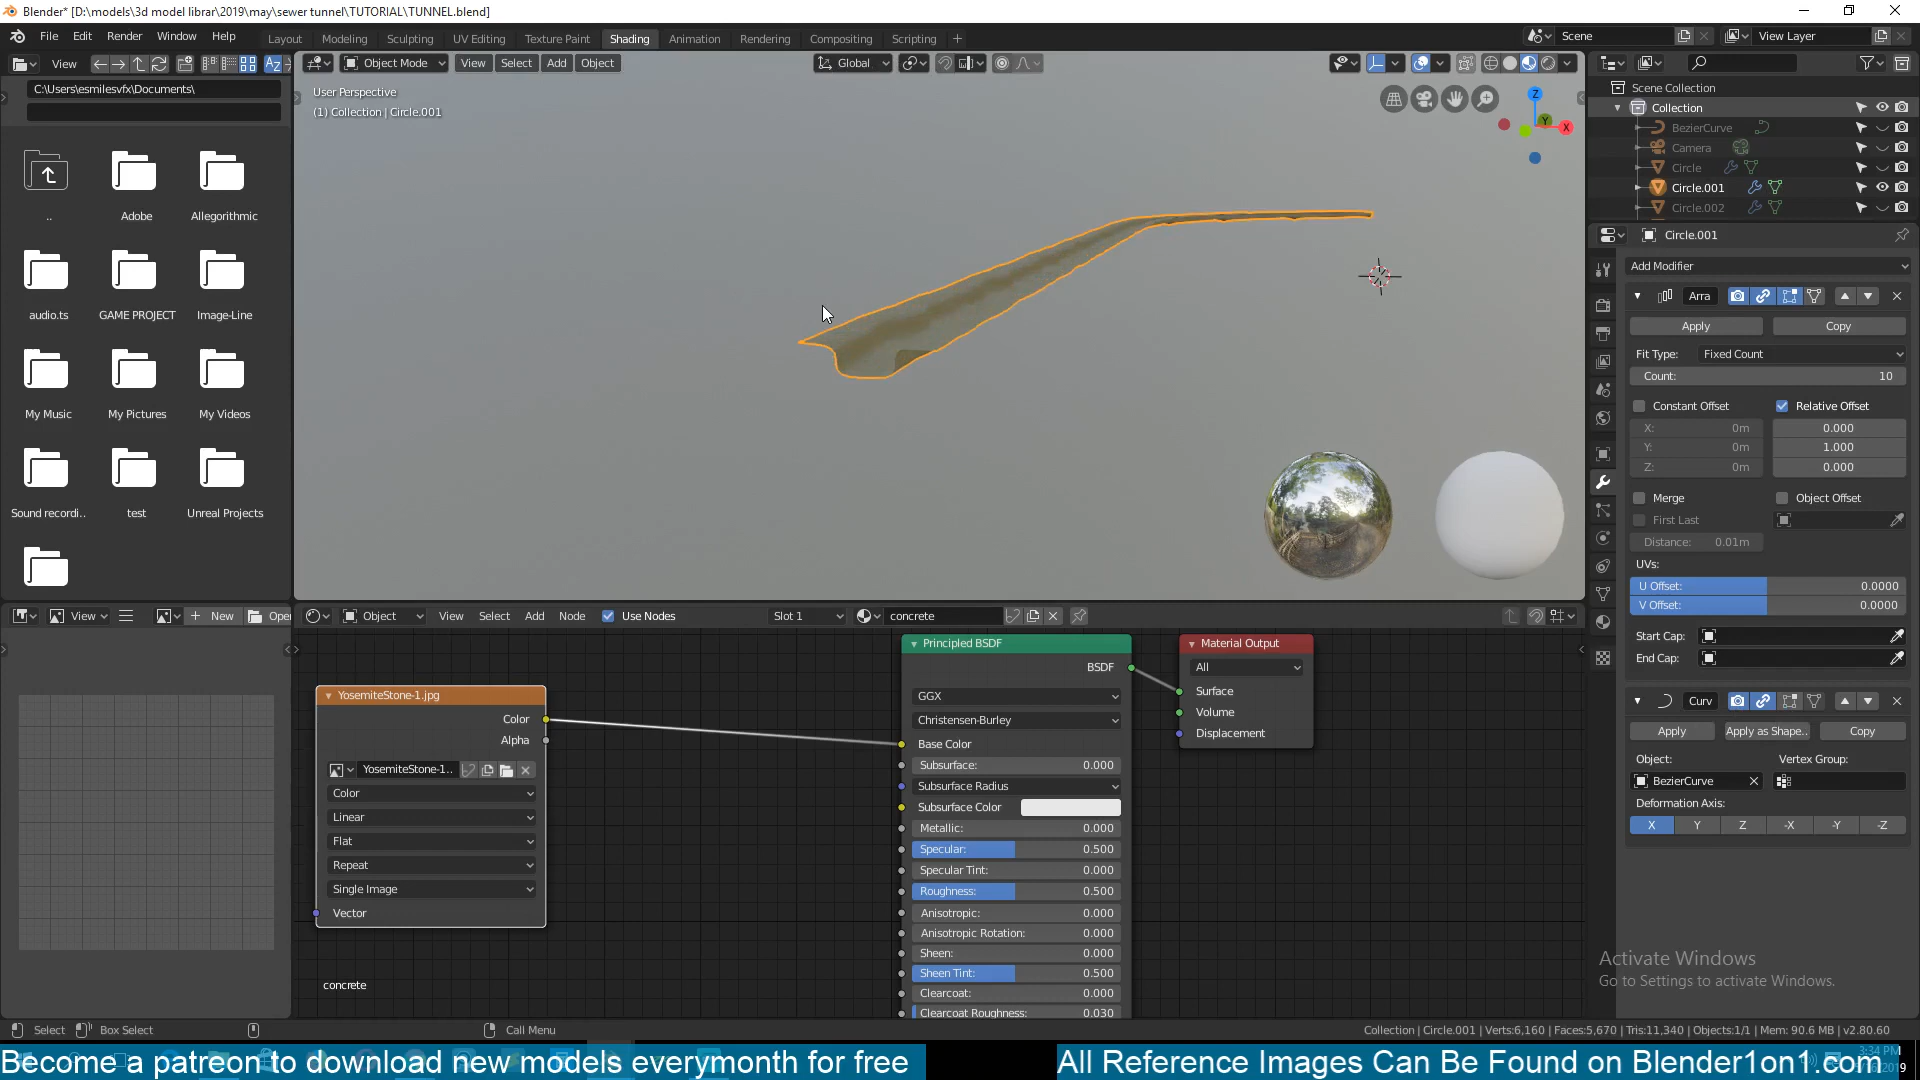 Blender* [D:\models\3d model librar\2019\may\sewer tunnel\TUTORIAL\TUNNEL.blend]
File Edit Render Window Help
Layout Modeling Sculpting UV Editing Texture Paint Shading Animation Rendering Compositing Scripting +
Scene
View Layer
View
Object Mode View Select Add Object
Global
C:\Users\esmilesvfx\Documents\
User Perspective
(1) Collection | Circle.001
Z
Y
X
..
Adobe
Allegorithmic
audio.ts
GAME PROJECT
Image-Line
My Music
My Pictures
My Videos
Sound recordi..
test
Unreal Projects
Scene Collection
Collection
BezierCurve
Camera
Circle
Circle.001
Circle.002
Circle.001
Add Modifier
Arra
Apply Copy
Fit Type: Fixed Count
Count: 10
Constant Offset Relative Offset
X: 0m 0.000
Y: 0m 1.000
Z: 0m 0.000
Merge Object Offset
First Last
Distance: 0.01m
UVs:
U Offset: 0.0000
V Offset: 0.0000
Start Cap:
End Cap:
Curv
Apply Apply as Shape.. Copy
Object: Vertex Group:
BezierCurve
Deformation Axis:
X Y Z -X -Y -Z
View New Open
Object View Select Add Node Use Nodes Slot 1 concrete
YosemiteStone-1.jpg
Color
Alpha
YosemiteStone-1..
Color
Linear
Flat
Repeat
Single Image
Vector
concrete
Principled BSDF
BSDF
GGX
Christensen-Burley
Base Color
Subsurface: 0.000
Subsurface Radius
Subsurface Color
Metallic: 0.000
Specular: 0.500
Specular Tint: 0.000
Roughness: 0.500
Anisotropic: 0.000
Anisotropic Rotation: 0.000
Sheen: 0.000
Sheen Tint: 0.500
Clearcoat: 0.000
Clearcoat Roughness: 0.030
Material Output
All
Surface
Volume
Displacement
Activate Windows
Go to Settings to activate Windows.
Select Box Select Call Menu
Collection | Circle.001 | Verts:6,160 | Faces:5,670 | Tris:11,340 | Objects:1/1 | Mem: 90.6 MB | v2.80.60
Become a patreon to download new models everymonth for free
All Reference Images Can Be Found on Blender1on1.com
3:34 PM